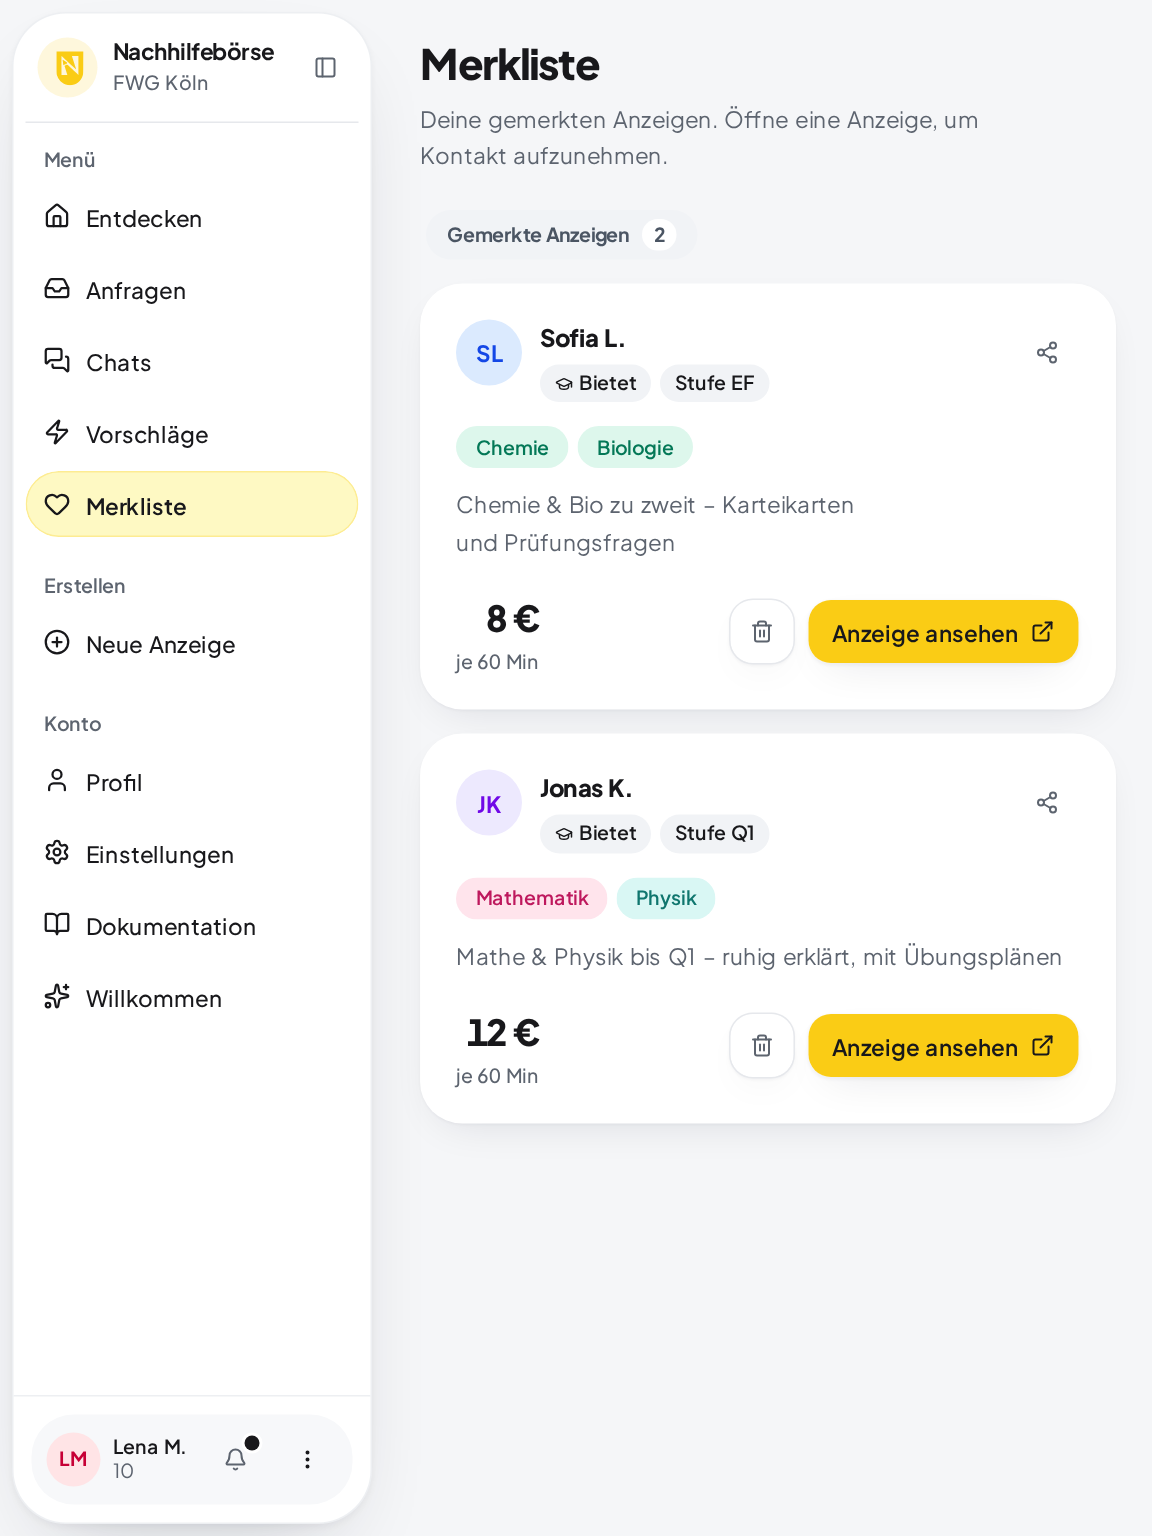 Nachhilfebörse
FWG Köln
Menü
Entdecken
Anfragen
Chats
Vorschläge
Merkliste
Erstellen
Neue Anzeige
Konto
Profil
Einstellungen
Dokumentation
Willkommen
LM
Lena M.
10
Merkliste
Deine gemerkten Anzeigen. Öffne eine Anzeige, um
Kontakt aufzunehmen.
Gemerkte Anzeigen 2
SL
Sofia L.
Bietet Stufe EF
Chemie Biologie
Chemie & Bio zu zweit – Karteikarten
und Prüfungsfragen
8 €
je 60 Min
Anzeige ansehen
JK
Jonas K.
Bietet Stufe Q1
Mathematik Physik
Mathe & Physik bis Q1 – ruhig erklärt, mit Übungsplänen
12 €
je 60 Min
Anzeige ansehen